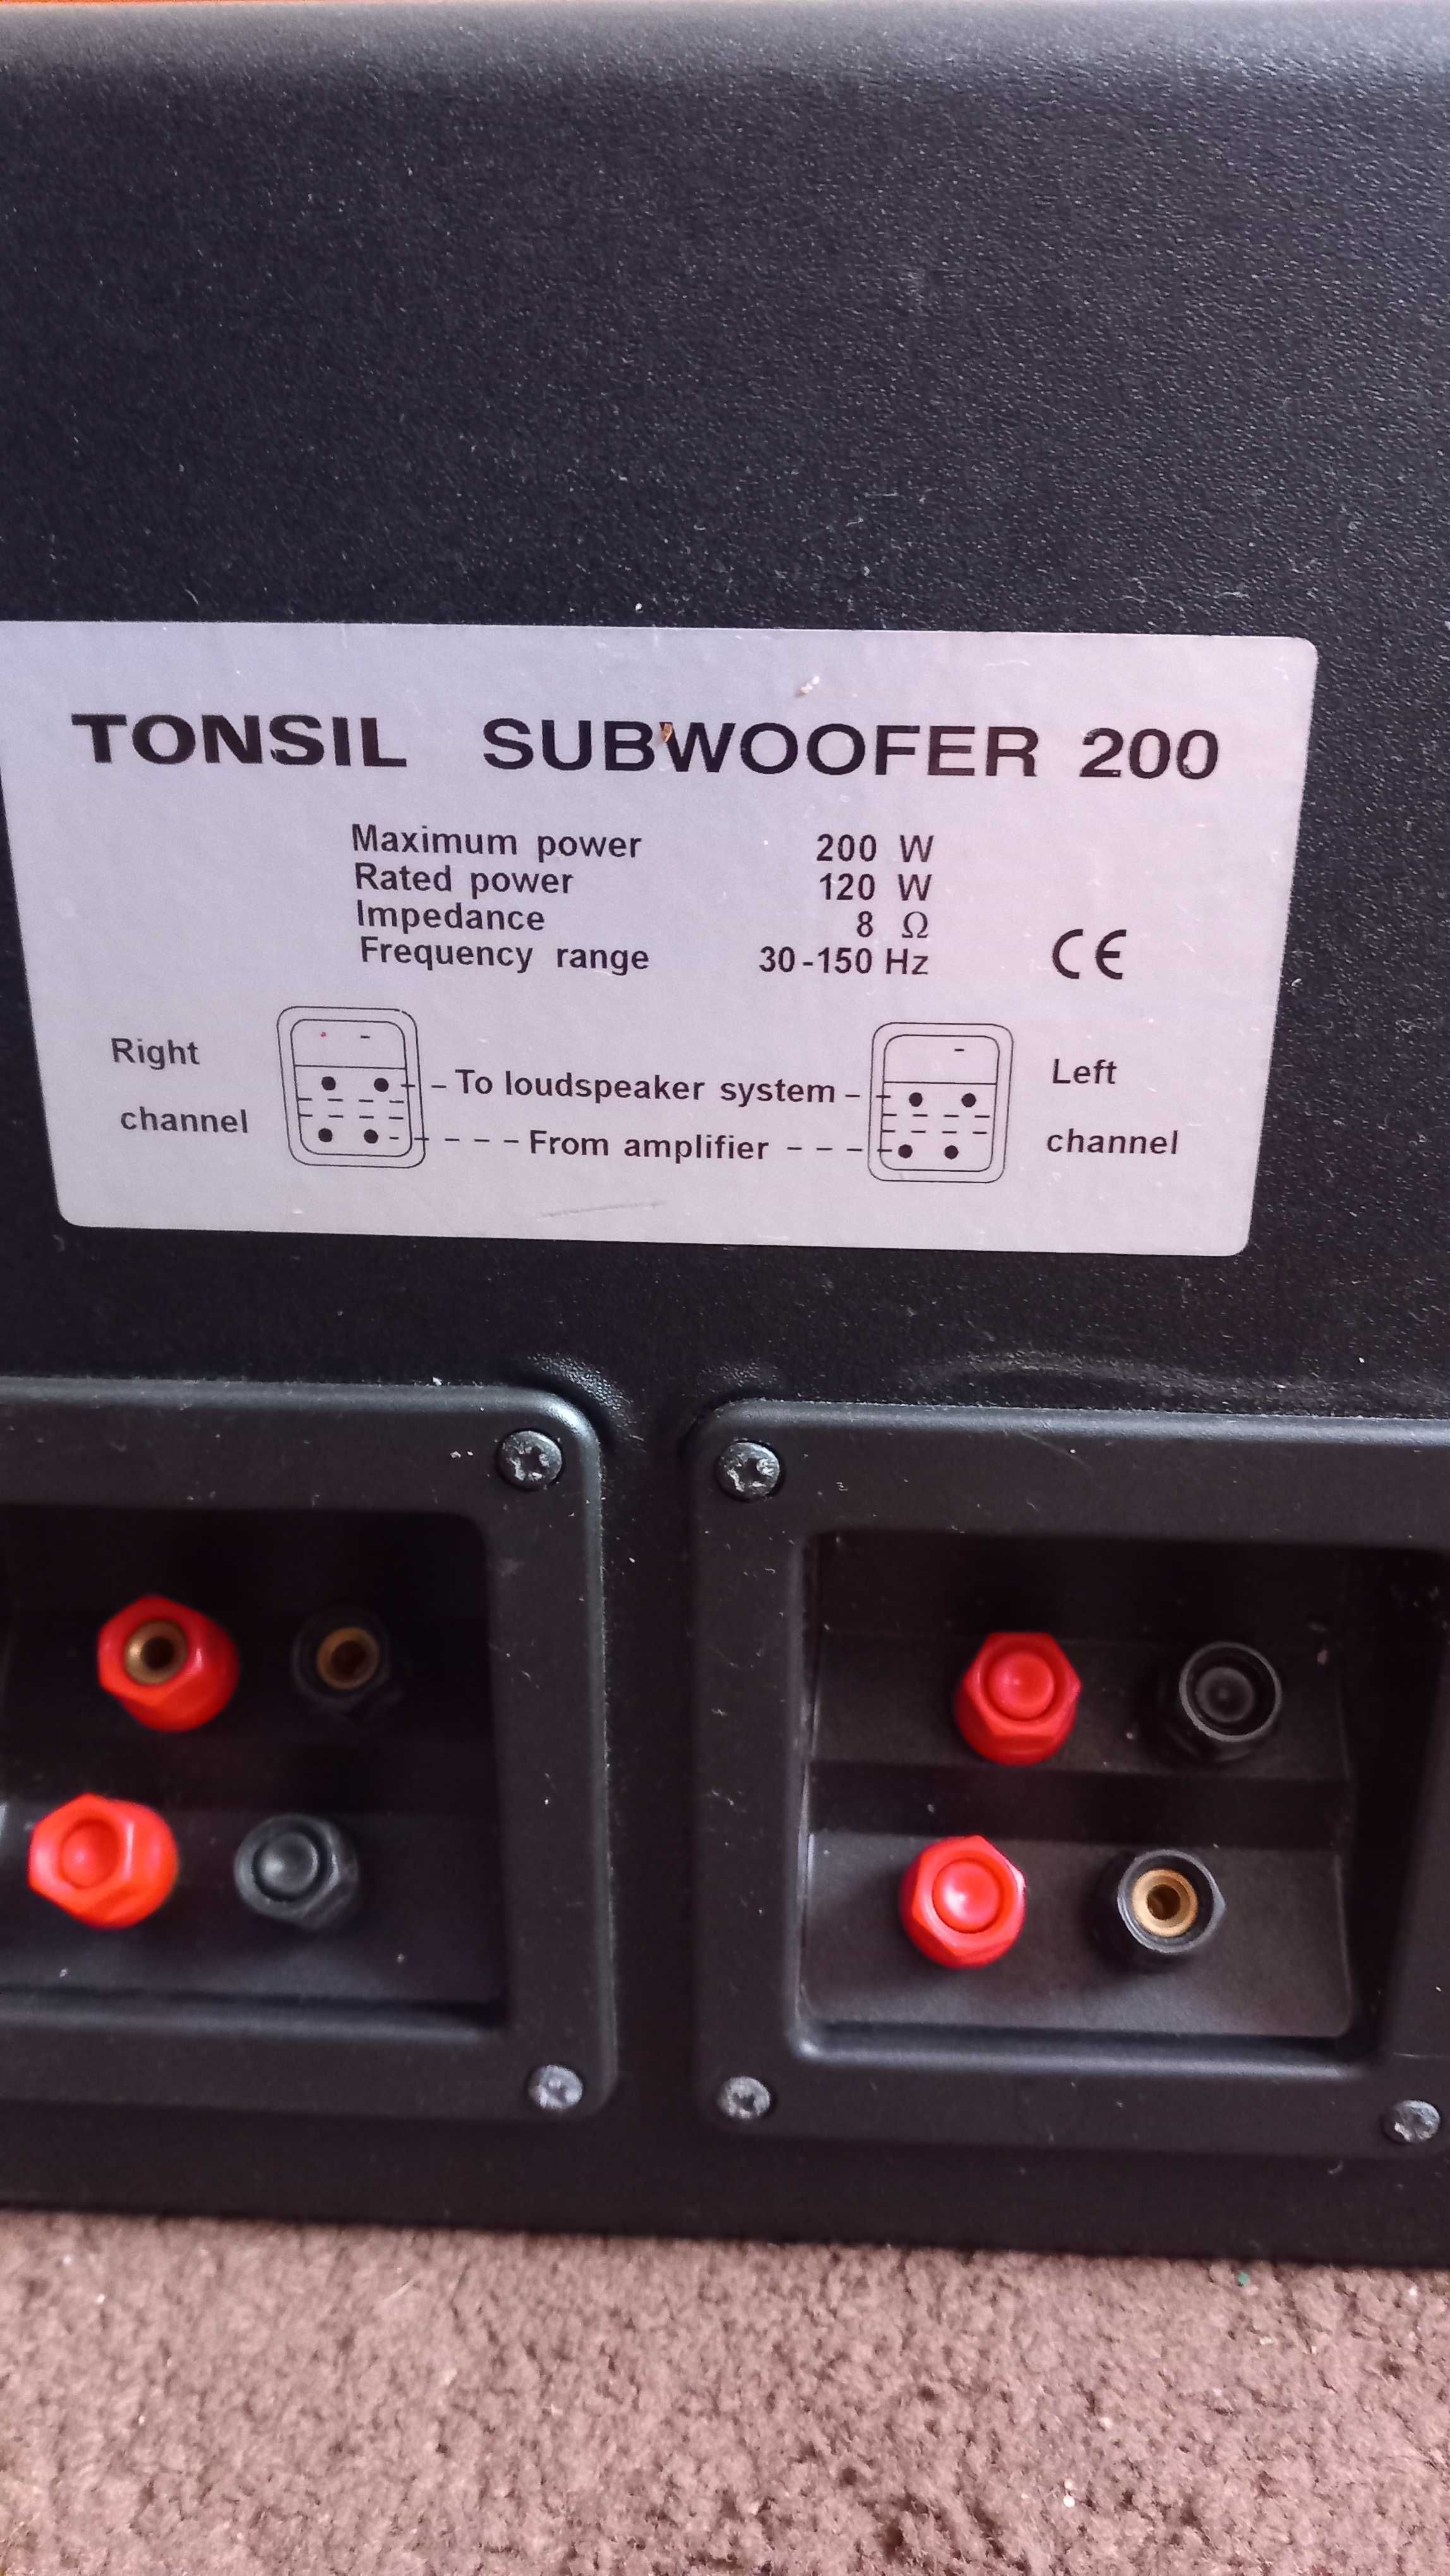 TONSIL SUBWOOFER 200
Maximum power 200 W
Rated power 120 W
Impedance 8 Ω
Frequency range 30-150 Hz
CE
Right
channel
To loudspeaker system
From amplifier
Left
channel